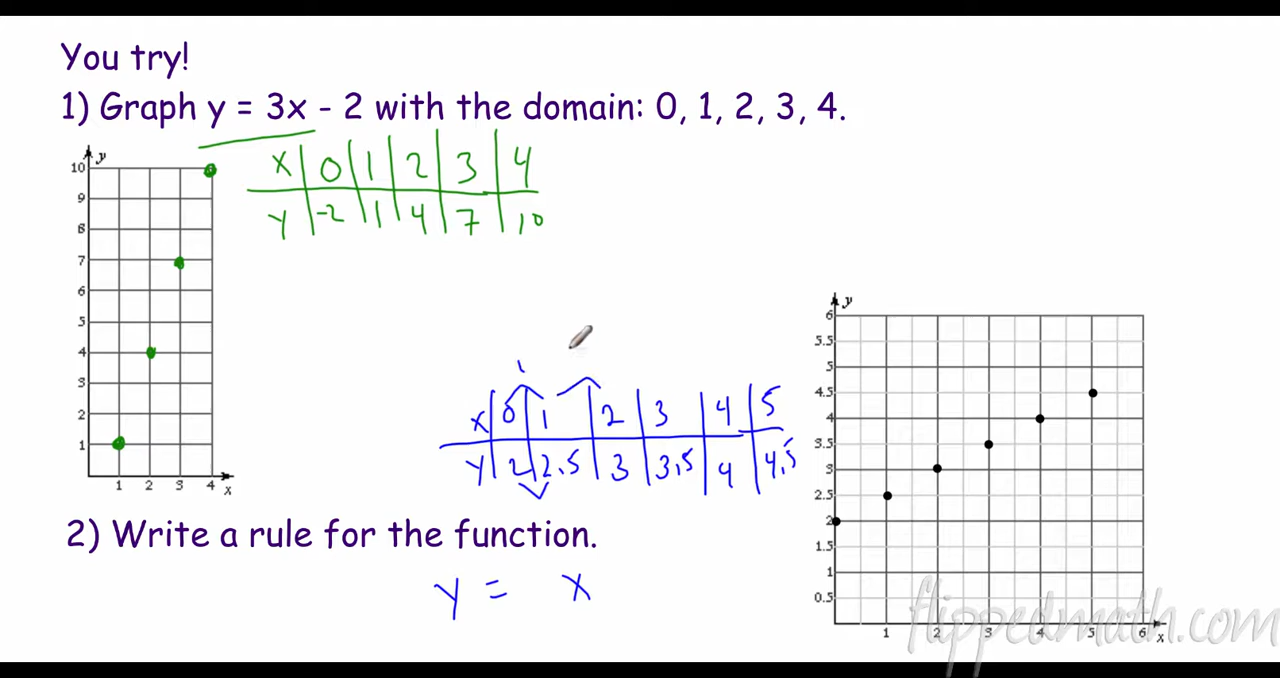 You try!
1) Graph y = 3x - 2 with the domain: 0, 1, 2, 3, 4.
x 0 1 2 3 4
y -2 1 4 7 10
y
10
9
8
7
6
5
4
3
2
1
1 2 3 4 x
1
x 0 1 2 3 4 5
y 2 2.5 3 3.5 4 4.5
2) Write a rule for the function.
y = x
y
6
5.5
5
4.5
4
3.5
3
2.5
2
1.5
1
0.5
1 2 3 4 5 6 x
flippedmath.com